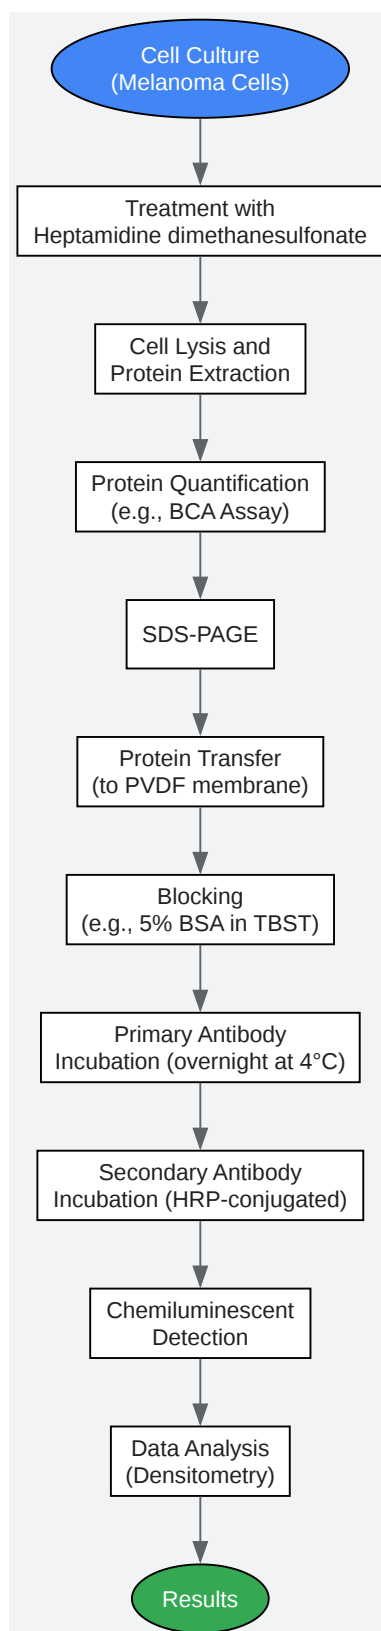 Cell Culture
(Melanoma Cells)
Treatment with
Heptamidine dimethanesulfonate
Cell Lysis and
Protein Extraction
Protein Quantification
(e.g., BCA Assay)
SDS-PAGE
Protein Transfer
(to PVDF membrane)
Blocking
(e.g., 5% BSA in TBST)
Primary Antibody
Incubation (overnight at 4°C)
Secondary Antibody
Incubation (HRP-conjugated)
Chemiluminescent
Detection
Data Analysis
(Densitometry)
Results